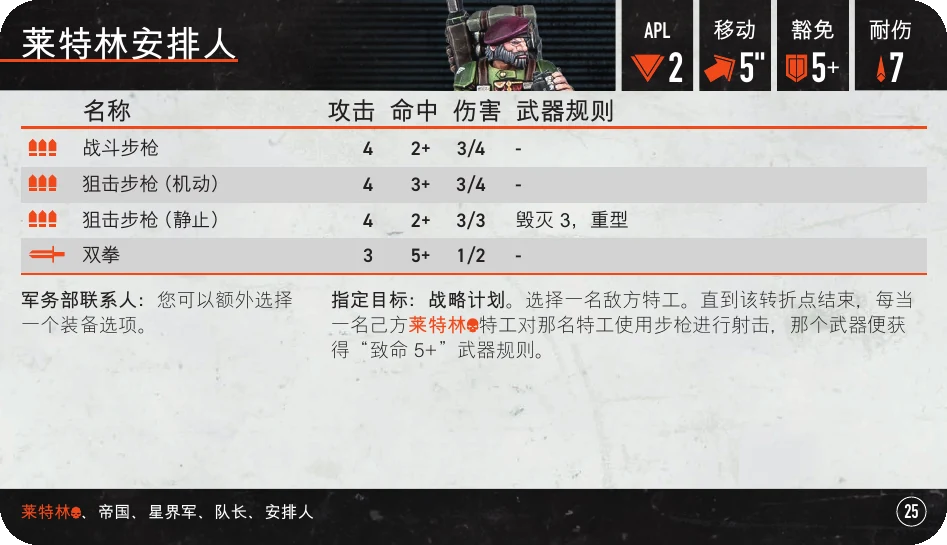 莱特林安排人
APL 移动 豁免 耐伤
2 5" 5+ 7
名称 攻击 命中 伤害 武器规则
战斗步枪 4 2+ 3/4 -
狙击步枪（机动） 4 3+ 3/4 -
狙击步枪（静止） 4 2+ 3/3 毁灭 3，重型
双拳 3 5+ 1/2 -
军务部联系人：您可以额外选择
一个装备选项。
指定目标：战略计划。选择一名敌方特工。直到该转折点结束，每当
一名己方莱特林特工对那名特工使用步枪进行射击，那个武器便获
得“致命 5+”武器规则。
莱特林、帝国、星界军、队长、安排人
25